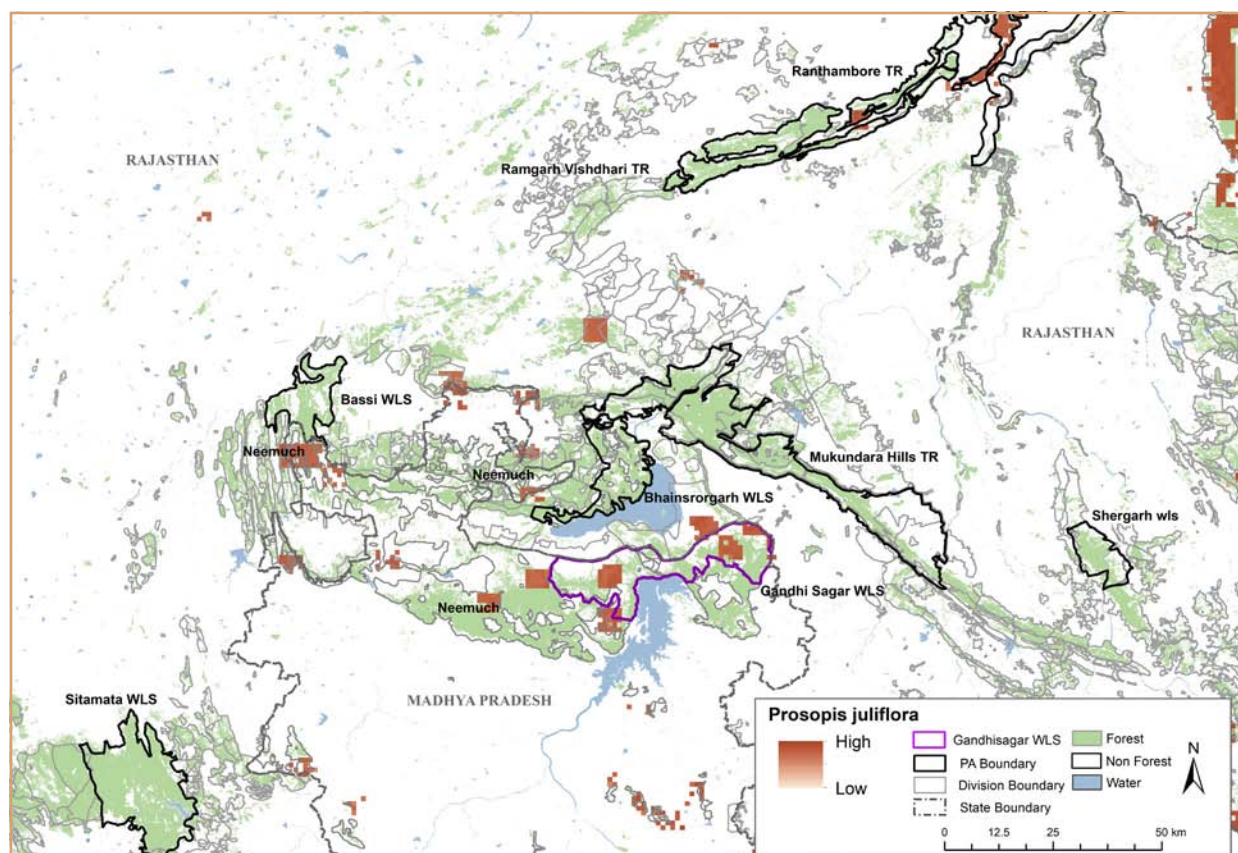 Ranthambore TR
RAJASTHAN
Ramgarh Vishdhari TR
RAJASTHAN
Bassi WLS
Neemuch
Neemuch
Mukundara Hills TR
Bhainsrorgarh WLS
Shergarh wls
Gandhi Sagar WLS
Neemuch
Sitamata WLS
MADHYA PRADESH
Prosopis juliflora
High
Low
Gandhisagar WLS
PA Boundary
Division Boundary
State Boundary
Forest
Non Forest
Water
N
0 12.5 25 50 km